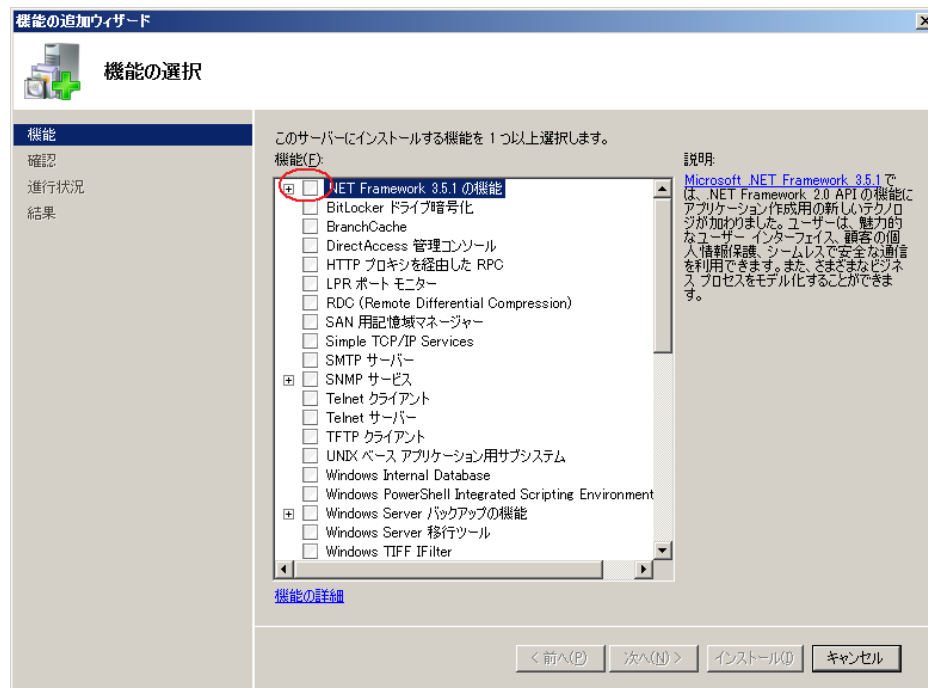 機能の追加ウィザード
機能の選択
機能
確認
進行状況
結果
このサーバーにインストールする機能を 1 つ以上選択します。
機能(F):
.NET Framework 3.5.1 の機能
BitLocker ドライブ暗号化
BranchCache
DirectAccess 管理コンソール
HTTP プロキシを経由した RPC
LPR ポート モニター
RDC (Remote Differential Compression)
SAN 用記憶域マネージャー
Simple TCP/IP Services
SMTP サーバー
SNMP サービス
Telnet クライアント
Telnet サーバー
TFTP クライアント
UNIX ベース アプリケーション用サブシステム
Windows Internal Database
Windows PowerShell Integrated Scripting Environment
Windows Server バックアップの機能
Windows Server 移行ツール
Windows TIFF IFilter
機能の詳細
説明:
Microsoft .NET Framework 3.5.1 で
は、.NET Framework 2.0 API の機能に
アプリケーション作成用の新しいテクノロ
ジが加わりました。ユーザーは、魅力的
なユーザー インターフェイス、顧客の個
人情報保護、シームレスで安全な通信
を利用できます。また、さまざまなビジネ
ス プロセスをモデル化することができま
す。
< 前へ(P)
次へ(N) >
インストール(I)
キャンセル